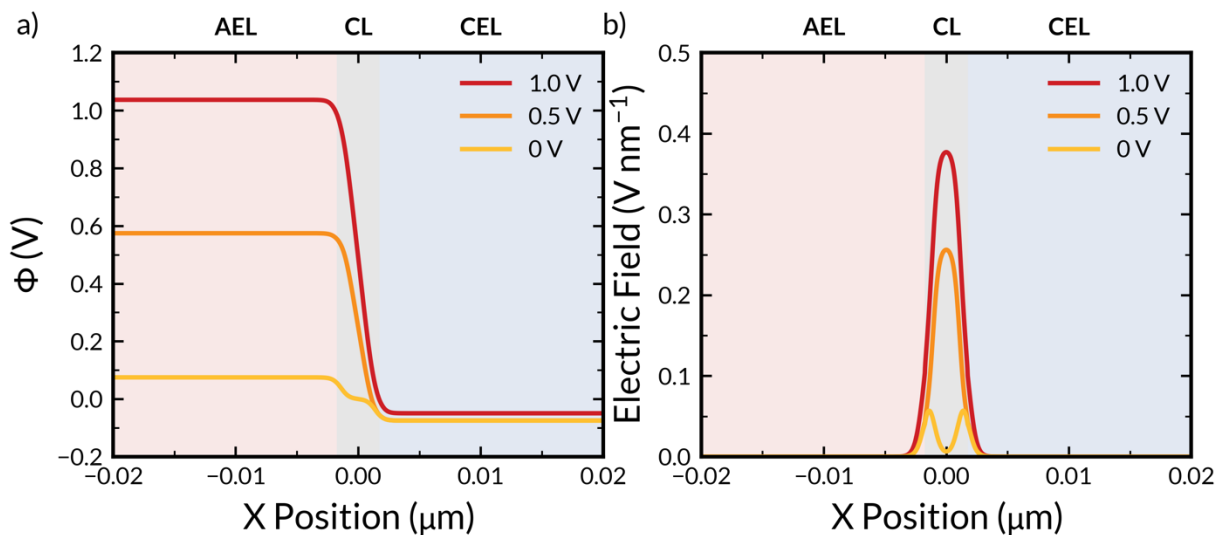 a) AEL CL CEL
1.2
1.0
0.8
0.6
0.4
0.2
0.0
−0.2
Φ (V)
1.0 V
0.5 V
0 V
−0.02 −0.01 0.00 0.01 0.02
X Position (μm)
b) AEL CL CEL
0.5
0.4
0.3
0.2
0.1
0.0
Electric Field (V nm⁻¹)
1.0 V
0.5 V
0 V
−0.02 −0.01 0.00 0.01 0.02
X Position (μm)